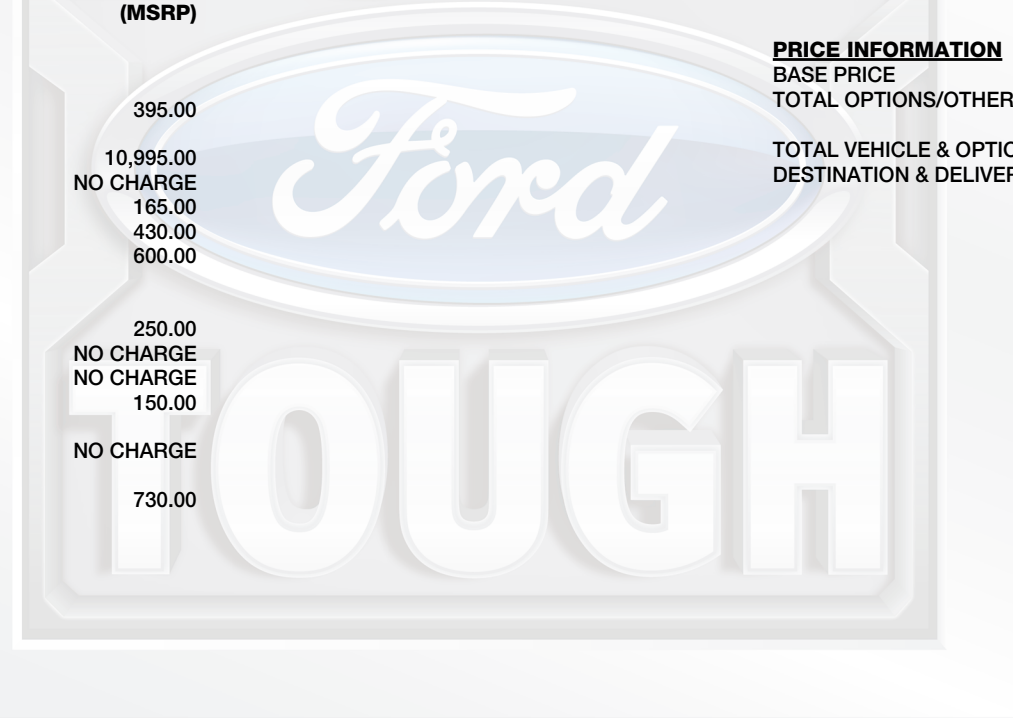 (MSRP)
395.00
10,995.00
NO CHARGE
165.00
430.00
600.00
250.00
NO CHARGE
NO CHARGE
150.00
NO CHARGE
730.00
PRICE INFORMATION
BASE PRICE
TOTAL OPTIONS/OTHER
TOTAL VEHICLE & OPTIO
DESTINATION & DELIVER
Ford
TOUGH